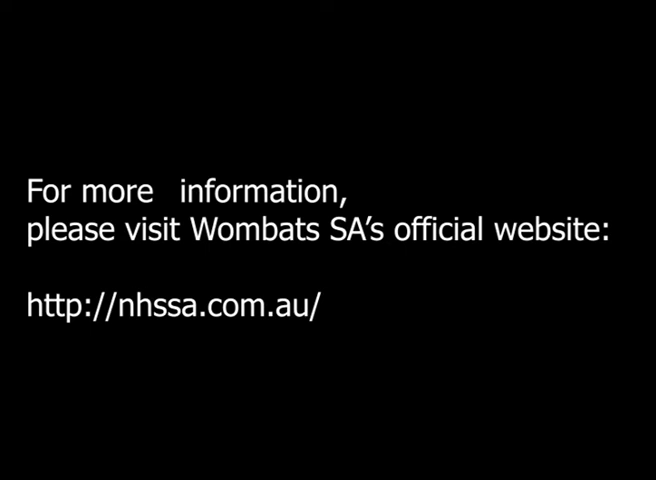 For more  information,
please visit Wombats SA’s official website:
http://nhssa.com.au/